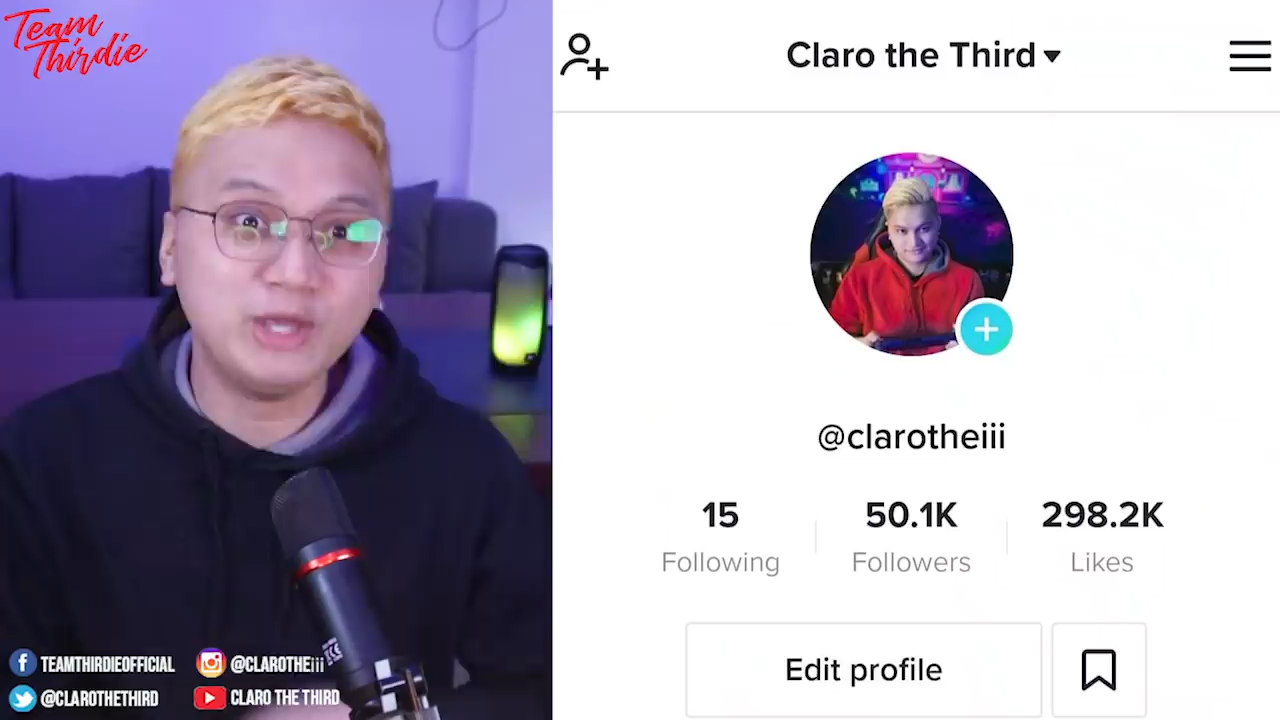 Team
Thirdie
Claro the Third
@clarotheiii
15 50.1K 298.2K
Following Followers Likes
Edit profile
TEAMTHIRDIEOFFICIAL @CLAROTHEiii
@CLAROTHETHIRD CLARO THE THIRD